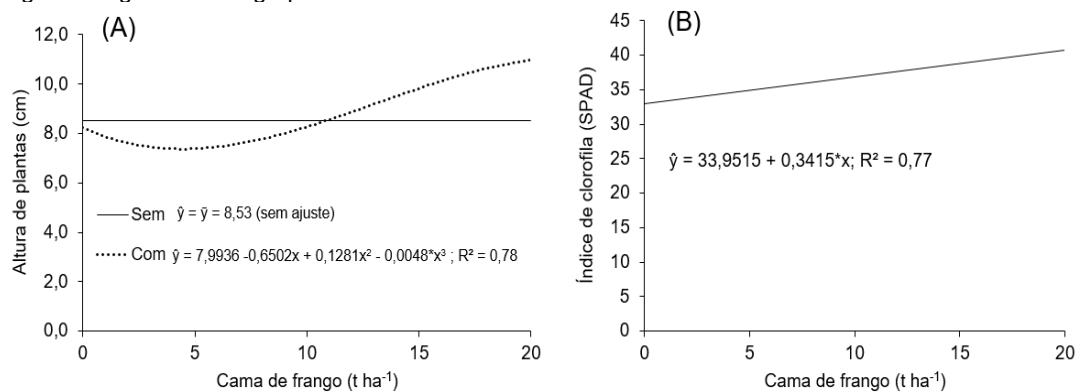 (A)
Altura de plantas (cm)
12,0
10,0
8,0
6,0
4,0
2,0
0,0
Sem ŷ = ȳ = 8,53 (sem ajuste)
Com ŷ = 7,9936 -0,6502x + 0,1281x² - 0,0048*x³ ; R² = 0,78
0 5 10 15 20
Cama de frango (t ha⁻¹)
(B)
Índice de clorofila (SPAD)
45
40
35
30
25
20
15
10
5
0
ŷ = 33,9515 + 0,3415*x; R² = 0,77
0 5 10 15 20
Cama de frango (t ha⁻¹)